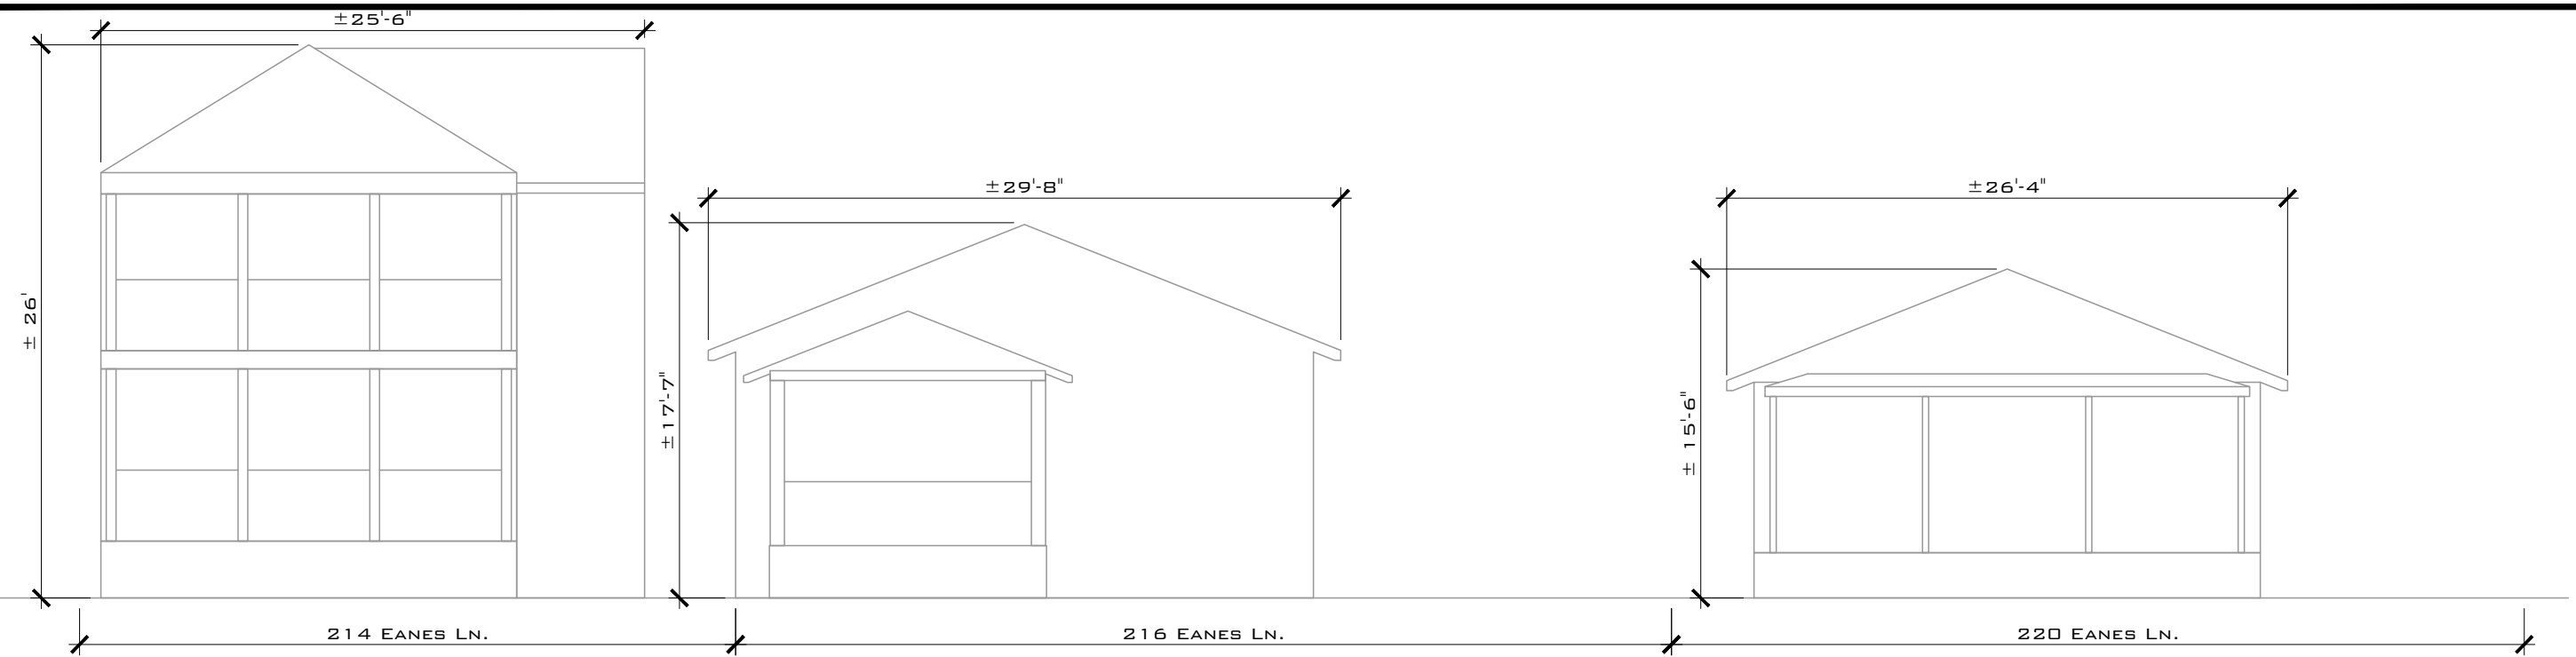 ±25'-6"
± 26'
±17'-7"
±29'-8"
± 15'-6"
±26'-4"
214 EANES LN.
216 EANES LN.
220 EANES LN.